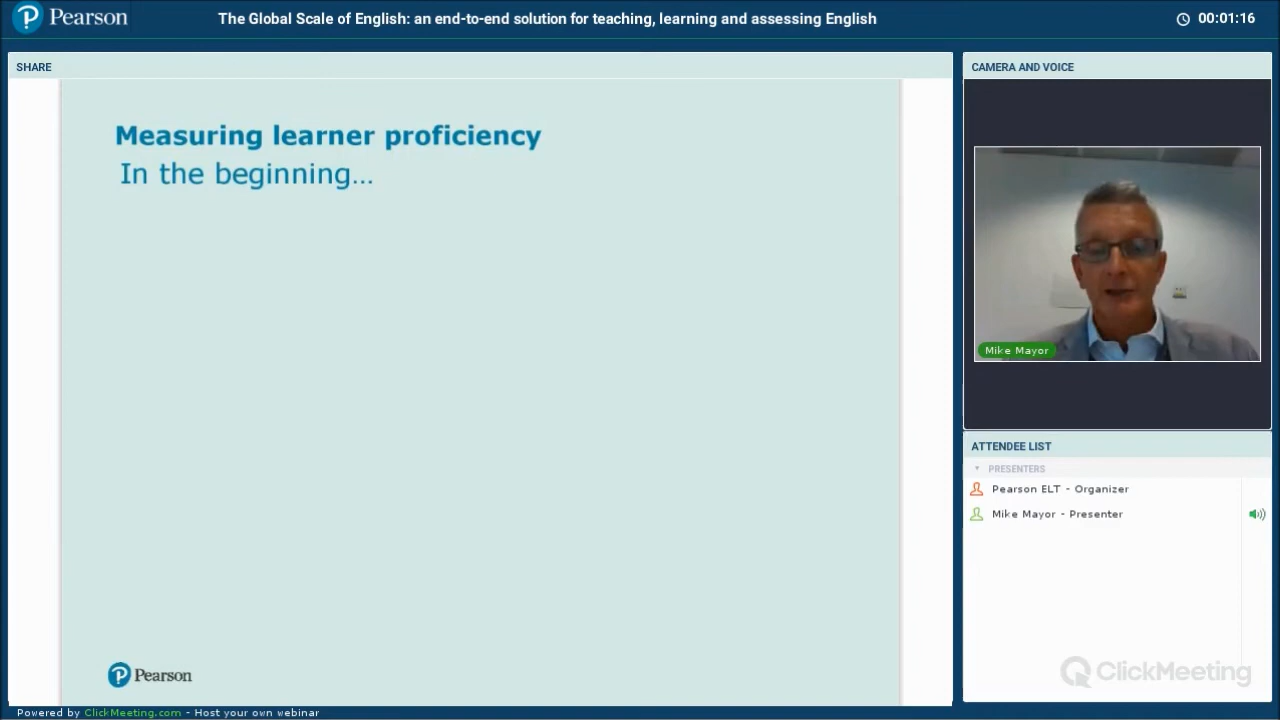 Pearson
The Global Scale of English: an end-to-end solution for teaching, learning and assessing English
00:01:16
SHARE
Measuring learner proficiency
In the beginning…
Pearson
CAMERA AND VOICE
Mike Mayor
ATTENDEE LIST
PRESENTERS
Pearson ELT - Organizer
Mike Mayor - Presenter
ClickMeeting
Powered by ClickMeeting.com - Host your own webinar